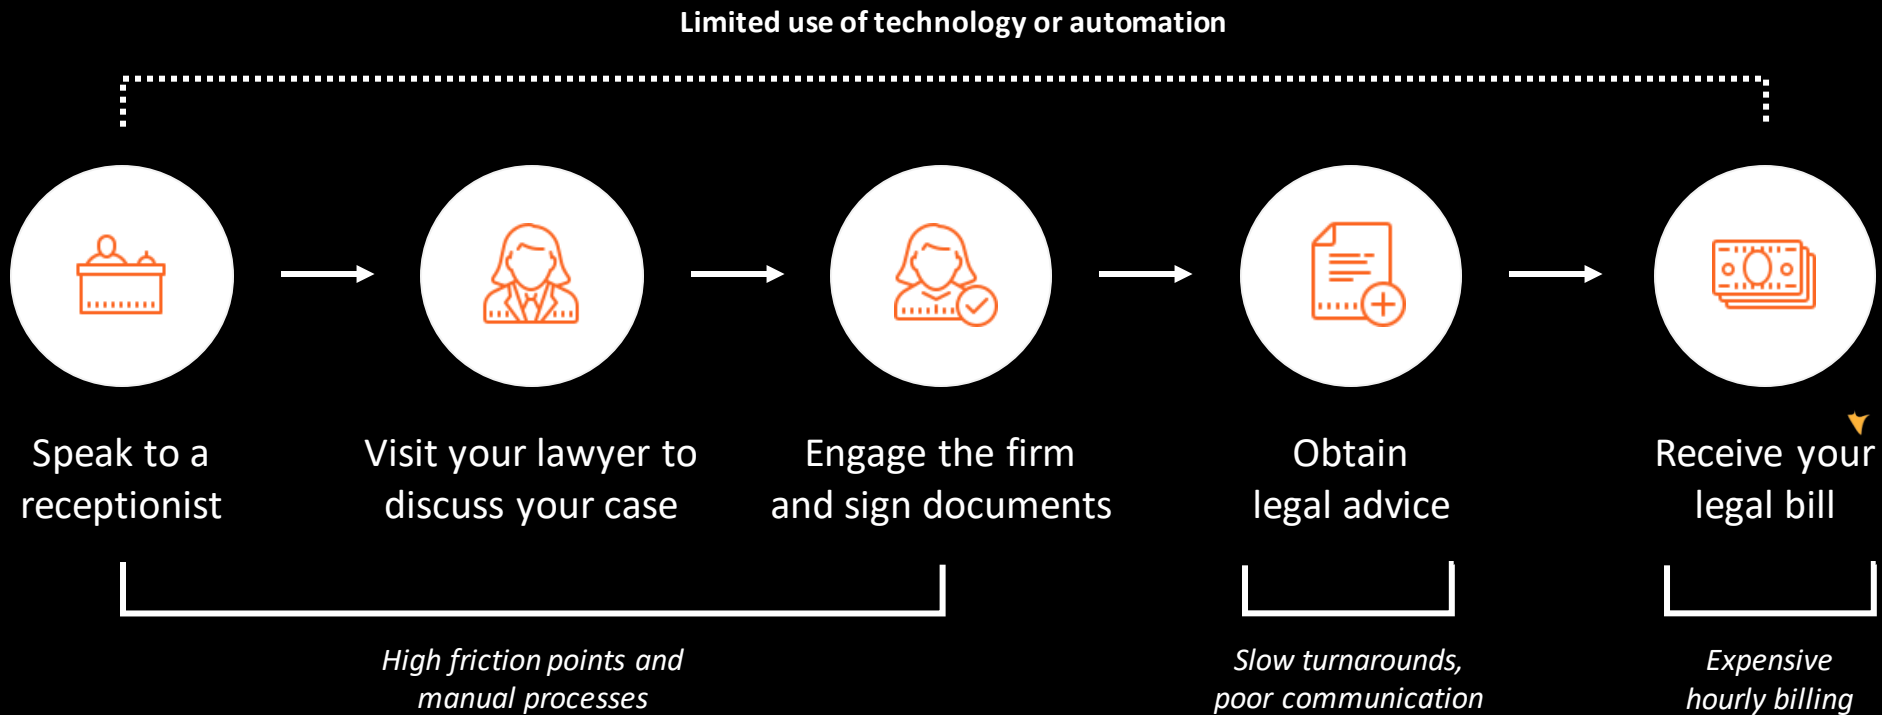 Limited use of technology or automation
Speak to a
receptionist
Visit your lawyer to
discuss your case
Engage the firm
and sign documents
Obtain
legal advice
Receive your
legal bill
High friction points and
manual processes
Slow turnarounds,
poor communication
Expensive
hourly billing